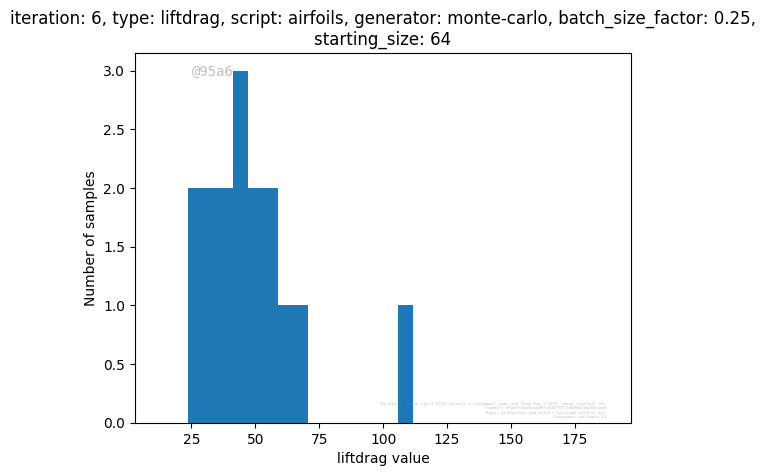 iteration: 6, type: liftdrag, script: airfoils, generator: monte-carlo, batch_size_factor: 0.25,
starting_size: 64
@95a6
3.0
2.5
2.0
1.5
1.0
0.5
0.0
Number of samples
25 50 75 100 125 150 175
liftdrag value